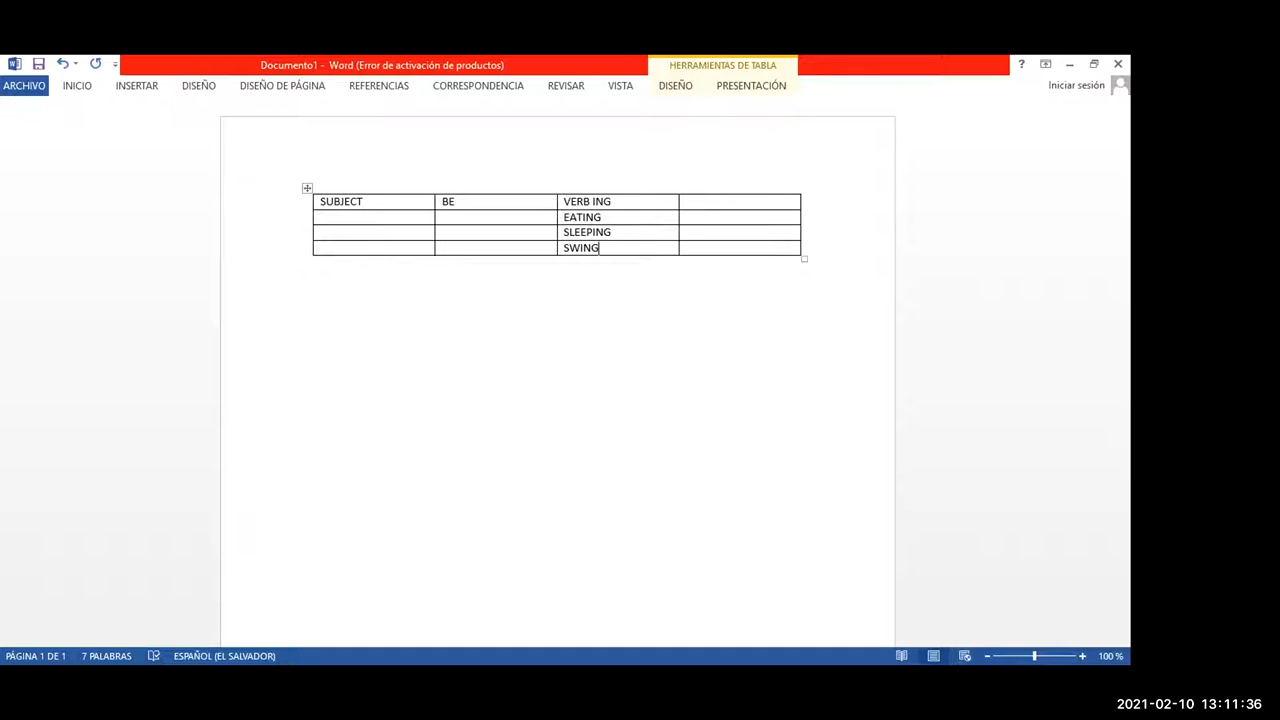 Documento1 - Word (Error de activación de productos)
HERRAMIENTAS DE TABLA
?
ARCHIVO INICIO INSERTAR DISEÑO DISEÑO DE PÁGINA REFERENCIAS CORRESPONDENCIA REVISAR VISTA DISEÑO PRESENTACIÓN Iniciar sesión
SUBJECT BE VERB ING
EATING
SLEEPING
SWING
PÁGINA 1 DE 1 7 PALABRAS ESPAÑOL (EL SALVADOR) 100 %
2021-02-10 13:11:36